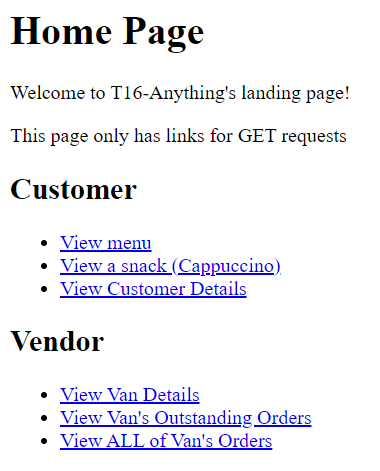 Home Page
Welcome to T16-Anything's landing page!
This page only has links for GET requests
Customer
View menu
View a snack (Cappuccino)
View Customer Details
Vendor
View Van Details
View Van's Outstanding Orders
View ALL of Van's Orders